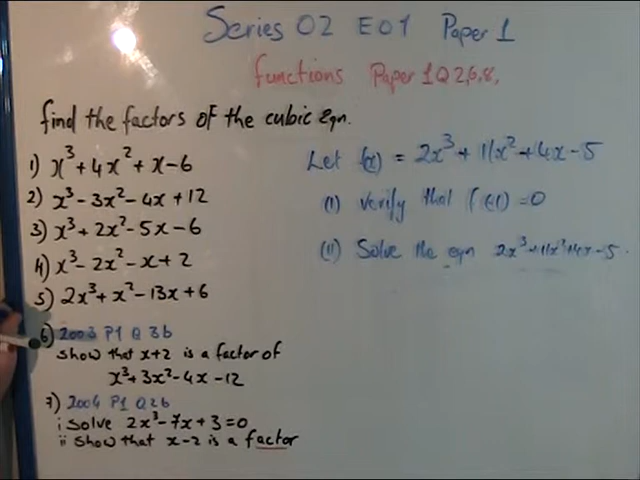 Series 02 E01 Paper 1
functions Paper 1 Q 2,6,8,
find the factors of the cubic Eqn.
1) x³ + 4x² + x - 6
2) x³ - 3x² - 4x + 12
3) x³ + 2x² - 5x - 6
4) x³ - 2x² - x + 2
5) 2x³ + x² - 13x + 6
6) 2003 P1 Q 3b
show that x+2 is a factor of
x³ + 3x² - 4x - 12
7) 2004 P1 Q2b
i solve 2x³ - 7x + 3 = 0
ii show that x-2 is a factor
Let f(x) = 2x³ + 11x² + 4x - 5
(i) Verify that f(-1) = 0
(ii) Solve the eqn 2x³ + 11x² + 4x - 5.